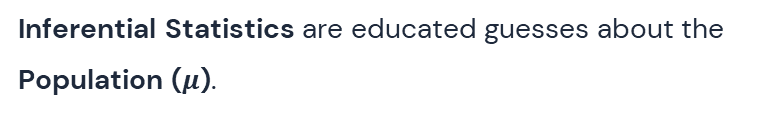 Inferential Statistics are educated guesses about the
Population (μ).